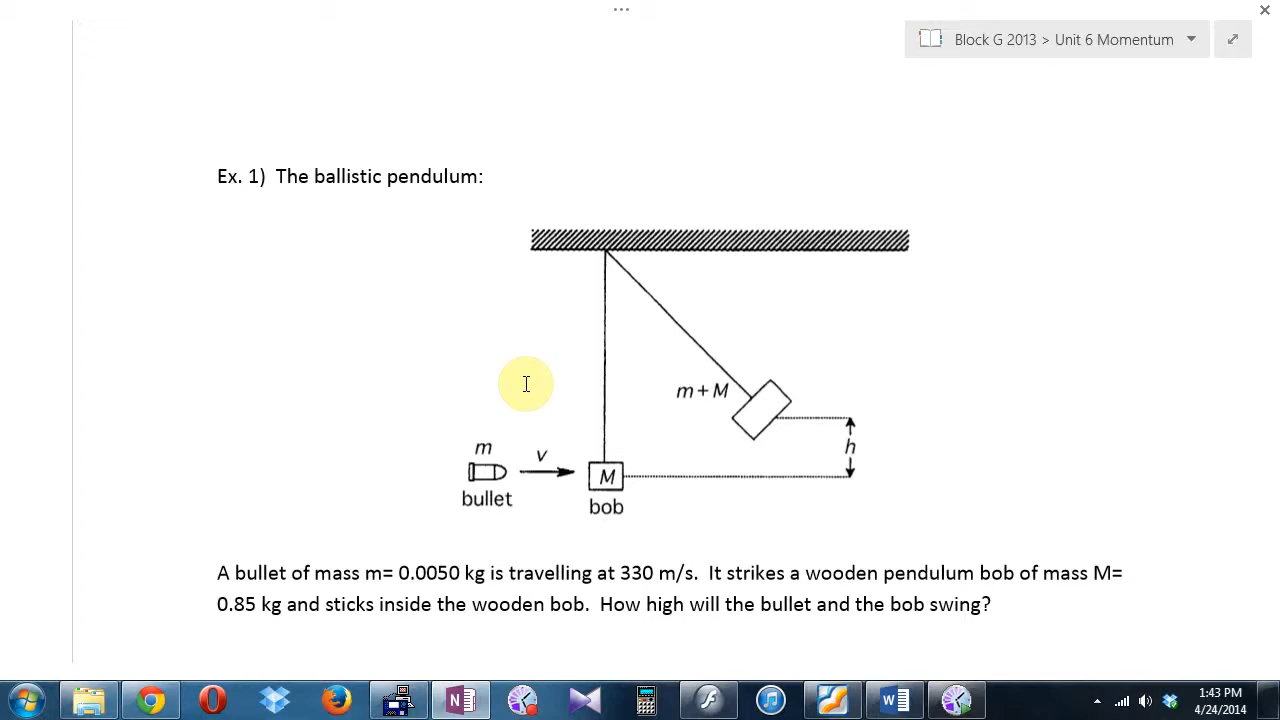 Block G 2013 > Unit 6 Momentum
Ex. 1) The ballistic pendulum:
m + M
h
m
v
M
bullet
bob
A bullet of mass m= 0.0050 kg is travelling at 330 m/s. It strikes a wooden pendulum bob of mass M=
0.85 kg and sticks inside the wooden bob. How high will the bullet and the bob swing?
1:43 PM
4/24/2014